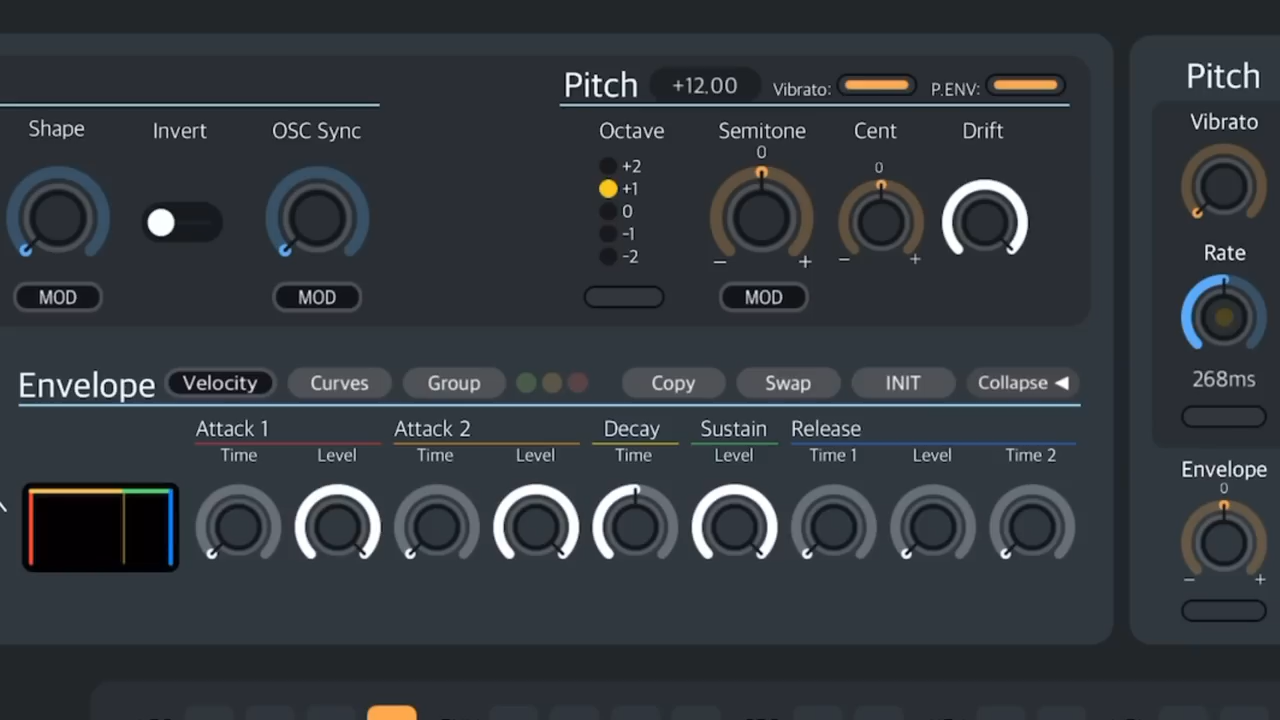 Pitch +12.00 Vibrato: P.ENV:
Pitch
Shape Invert OSC Sync Octave Semitone Cent Drift
Vibrato
0 0
+2
+1
0
-1
-2
− + − +
MOD MOD MOD
Rate
268ms
Envelope Velocity Curves Group Copy Swap INIT Collapse ◀
Attack 1 Attack 2 Decay Sustain Release
Time Level Time Level Time Level Time 1 Level Time 2
Envelope
0
− +